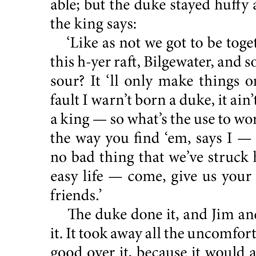 able; but the duke stayed huffy a
the king says:
‘Like as not we got to be toget
this h-yer raft, Bilgewater, and so
sour? It ‘ll only make things o
fault I warn’t born a duke, it ain’t
a king — so what’s the use to wor
the way you find ‘em, says I —
no bad thing that we’ve struck h
easy life — come, give us your
friends.’
The duke done it, and Jim an
it. It took away all the uncomfort
good over it, because it would a